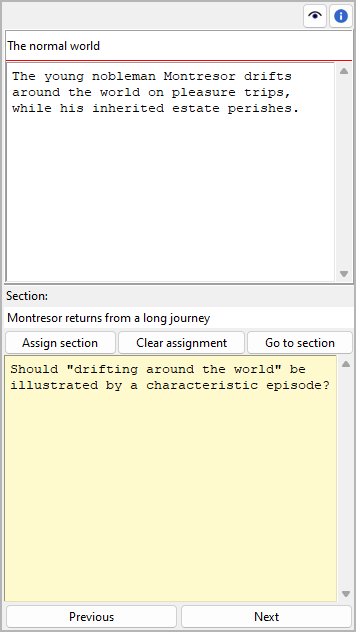 The normal world
The young nobleman Montresor drifts
around the world on pleasure trips,
while his inherited estate perishes.
Section:
Montresor returns from a long journey
Assign section Clear assignment Go to section
Should "drifting around the world" be
illustrated by a characteristic episode?
Previous Next